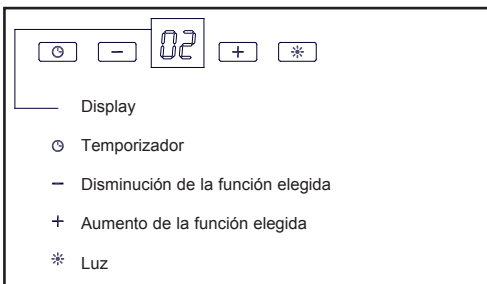 02
Display
Temporizador
− Disminución de la función elegida
+ Aumento de la función elegida
Luz